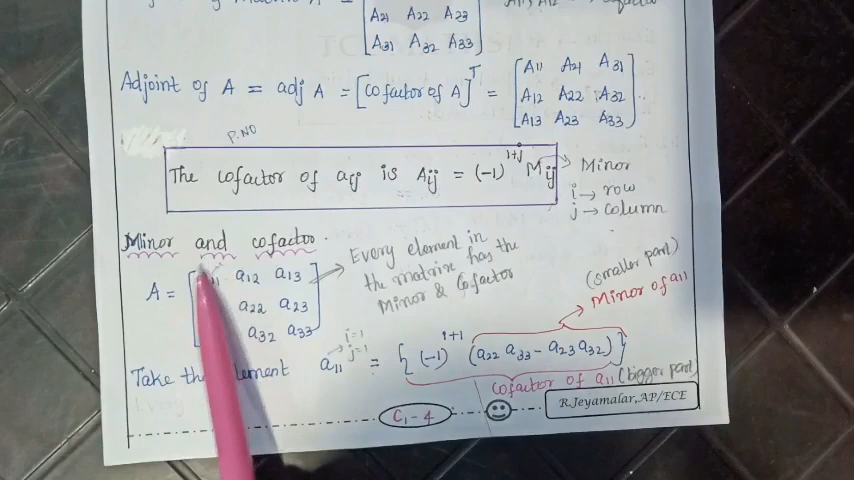 A21 A22 A23
A31 A32 A33
Adjoint of A = adj A = [cofactor of A]^T = [A11 A21 A31
A12 A22 A32
A13 A23 A33]
P.NO
The cofactor of aij is Aij = (-1)^i+j Mij → Minor
i → row
j → column
Minor and cofactor.
A = [ a12 a13
a22 a23
a32 a33]
Every element in
the matrix has the
Minor & Cofactor
(smaller part)
Minor of a11
i=1
j=1
Take the element a11 = {(-1)^1+1 (a22 a33 - a23 a32)}
cofactor of a11 (bigger part)
C1-4
R.Jeyamalar,AP/ECE